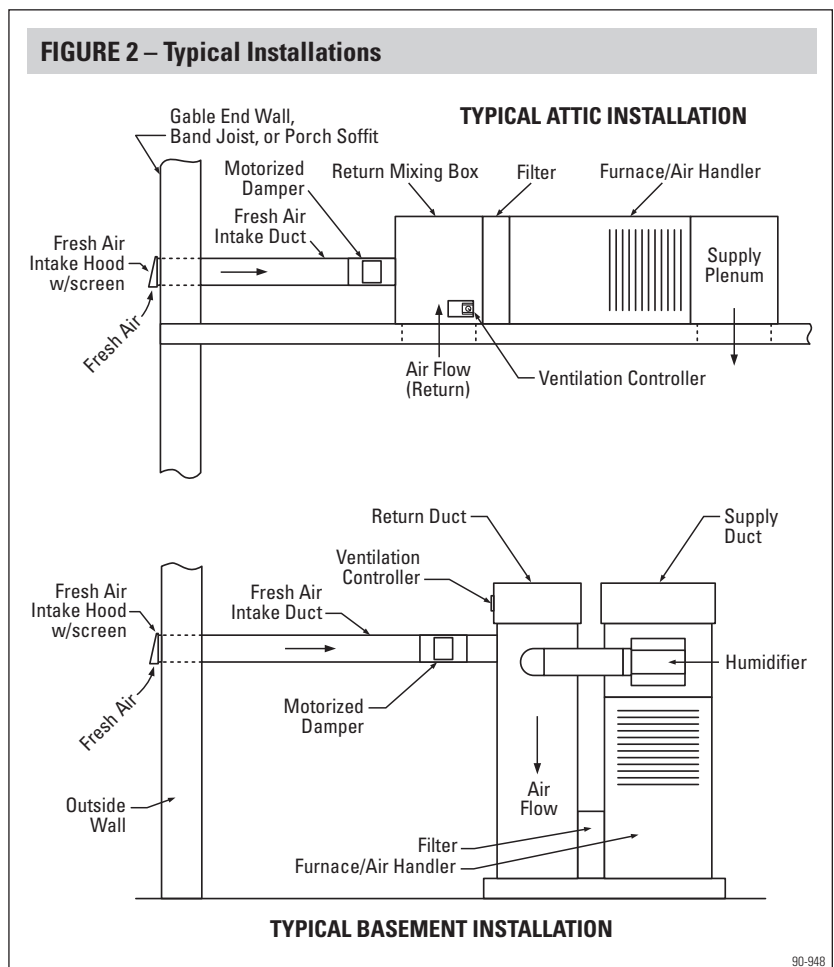 FIGURE 2 – Typical Installations
Gable End Wall,
Band Joist, or Porch Soffit
TYPICAL ATTIC INSTALLATION
Motorized
Damper
Return Mixing Box
Filter
Furnace/Air Handler
Fresh Air
Intake Duct
Fresh Air
Intake Hood
w/screen
Supply
Plenum
Fresh Air
Air Flow
(Return)
Ventilation Controller
Return Duct
Supply
Duct
Ventilation
Controller
Fresh Air
Intake Hood
w/screen
Fresh Air
Intake Duct
Humidifier
Fresh Air
Motorized
Damper
Air
Flow
Outside
Wall
Filter
Furnace/Air Handler
TYPICAL BASEMENT INSTALLATION
90-948